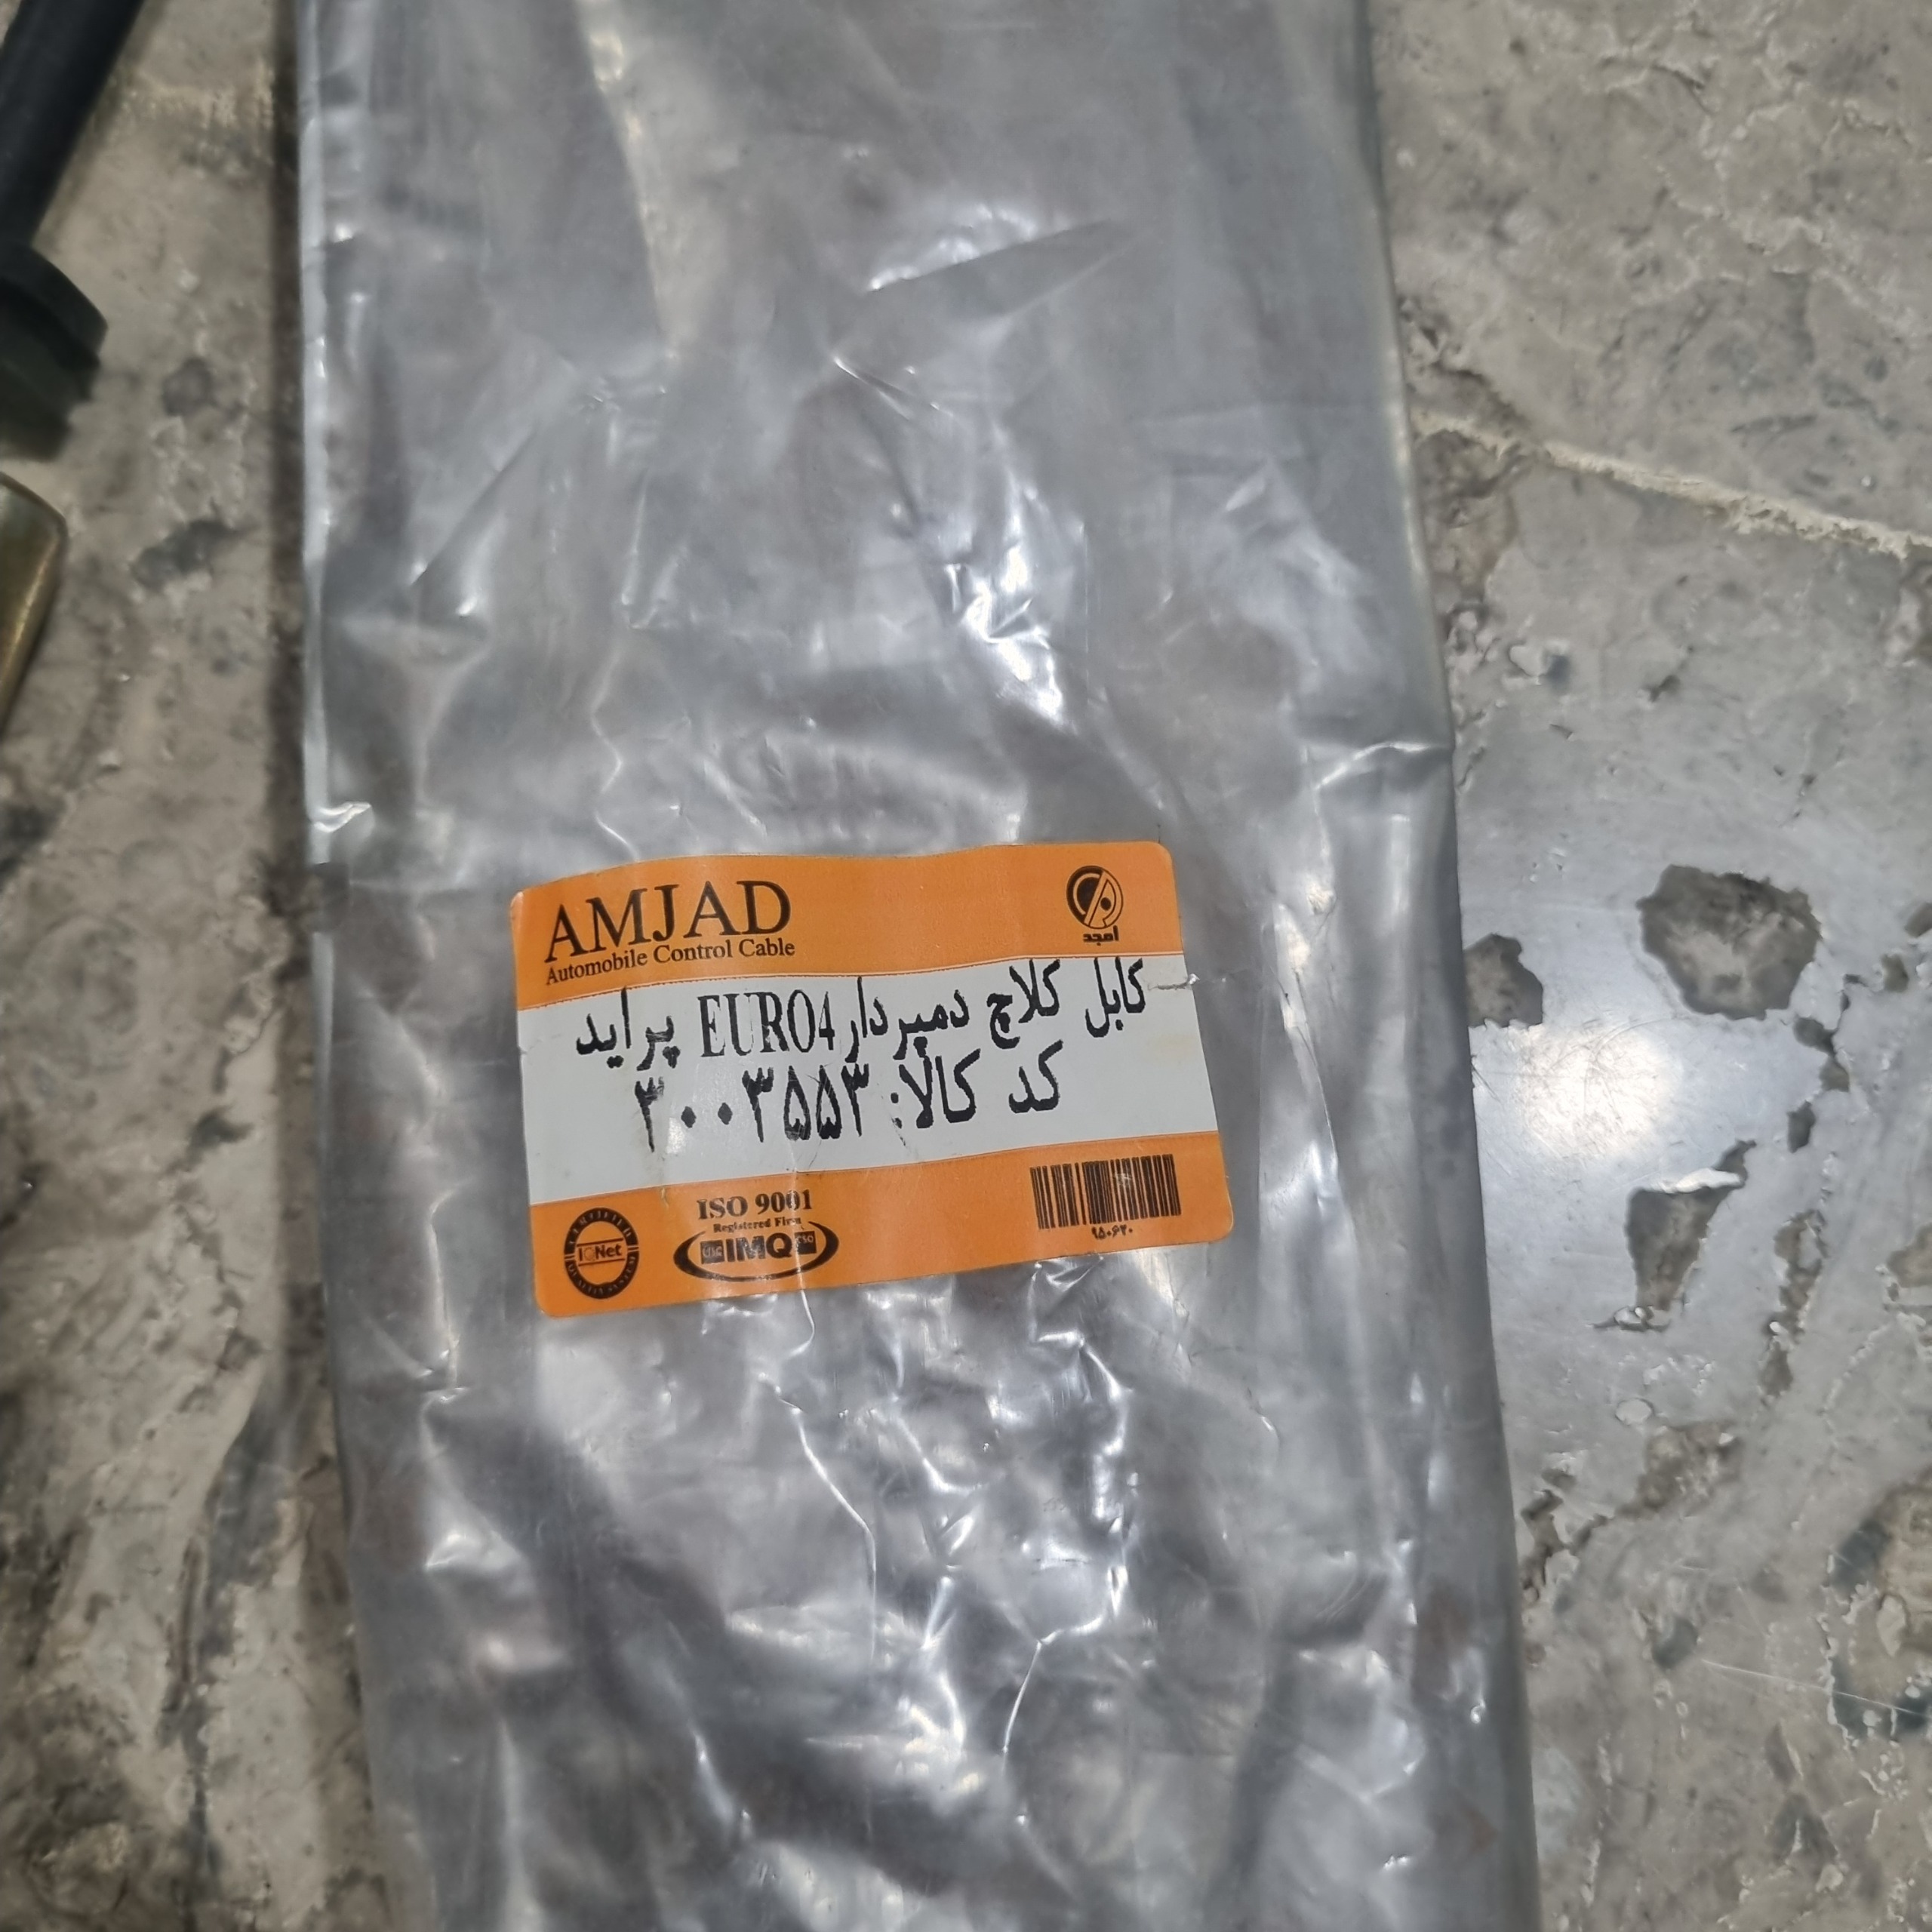 AMJAD
Automobile Control Cable
امجد
کابل کلاچ دمپردار EURO4 پراید
کد کالا: ۳۰۰۳۵۵۳
ISO 9001
Registered Firm
IMQ
IQNet
۹۵۰۶۲۰